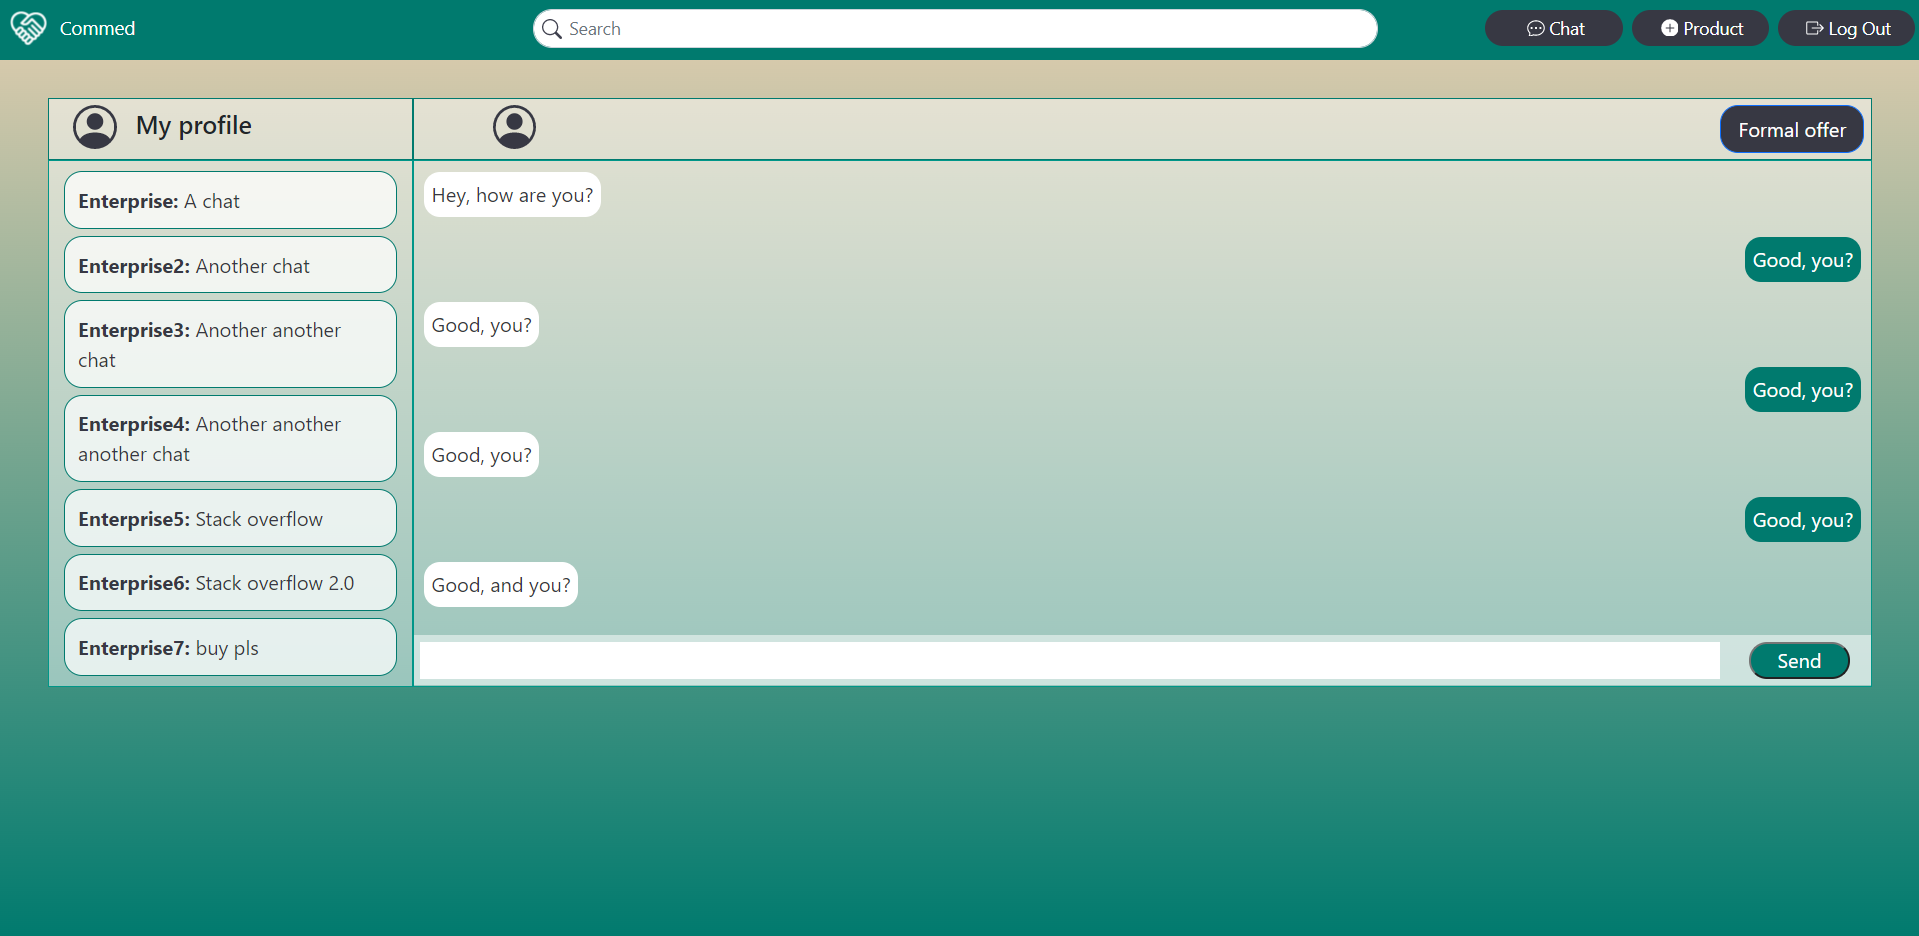 Commed
Search
Chat
Product
Log Out
My profile
Formal offer
Enterprise: A chat
Enterprise2: Another chat
Enterprise3: Another another
chat
Enterprise4: Another another
another chat
Enterprise5: Stack overflow
Enterprise6: Stack overflow 2.0
Enterprise7: buy pls
Hey, how are you?
Good, you?
Good, you?
Good, you?
Good, you?
Good, you?
Good, and you?
Send